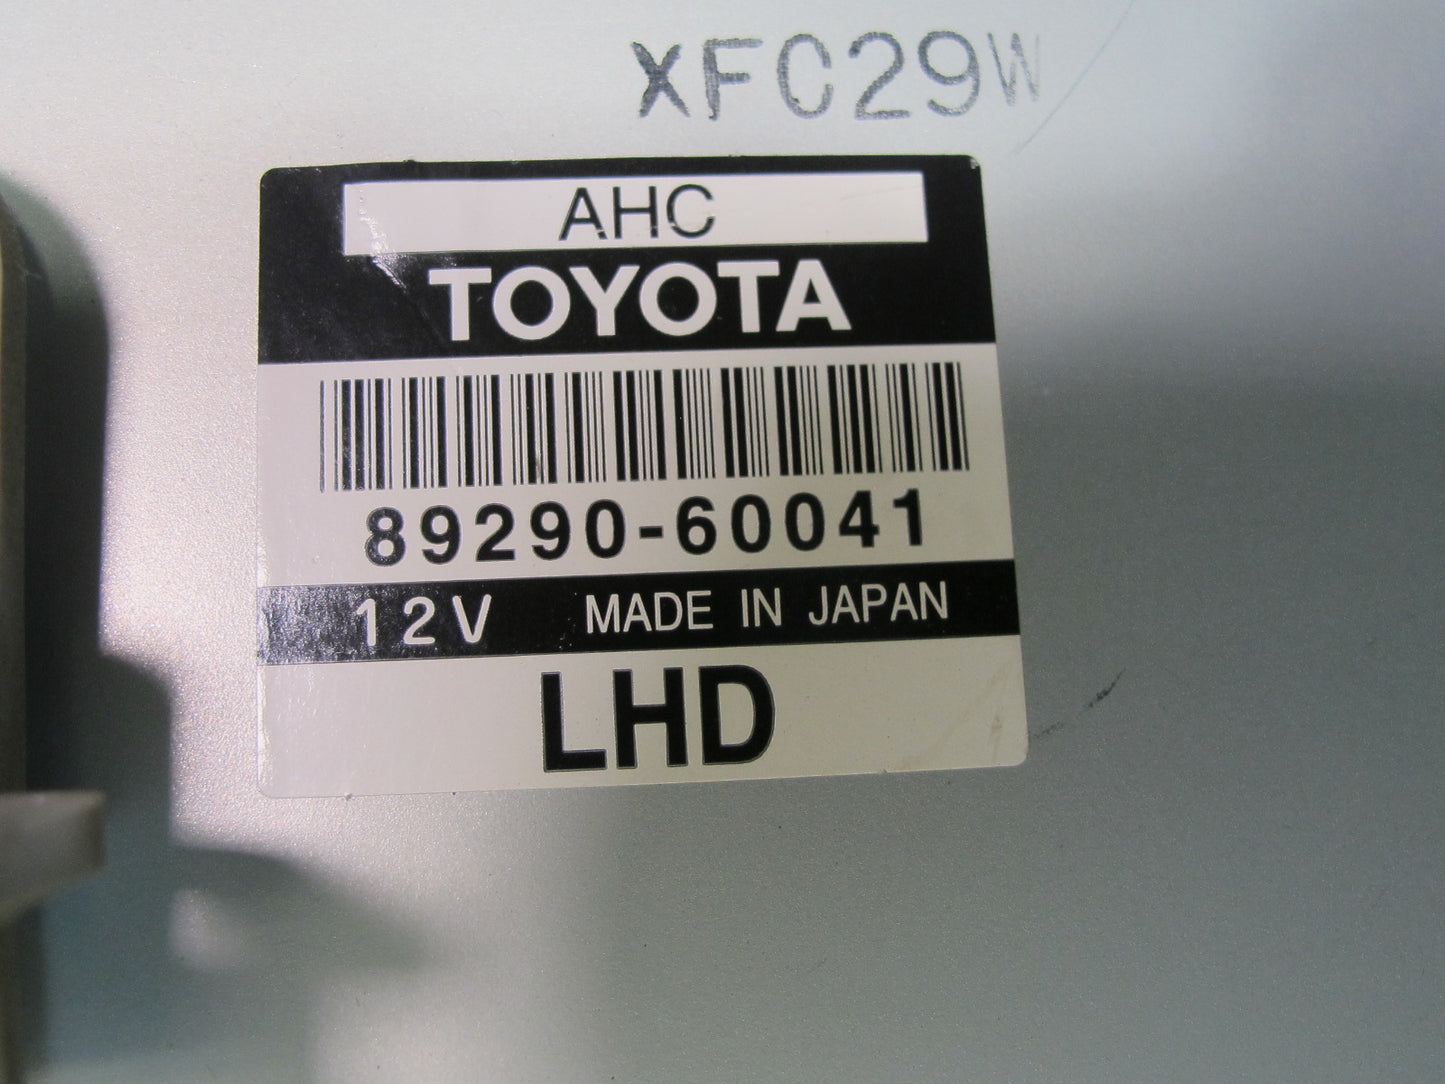 XFC29W
AHC
TOYOTA
89290-60041
12V MADE IN JAPAN
LHD